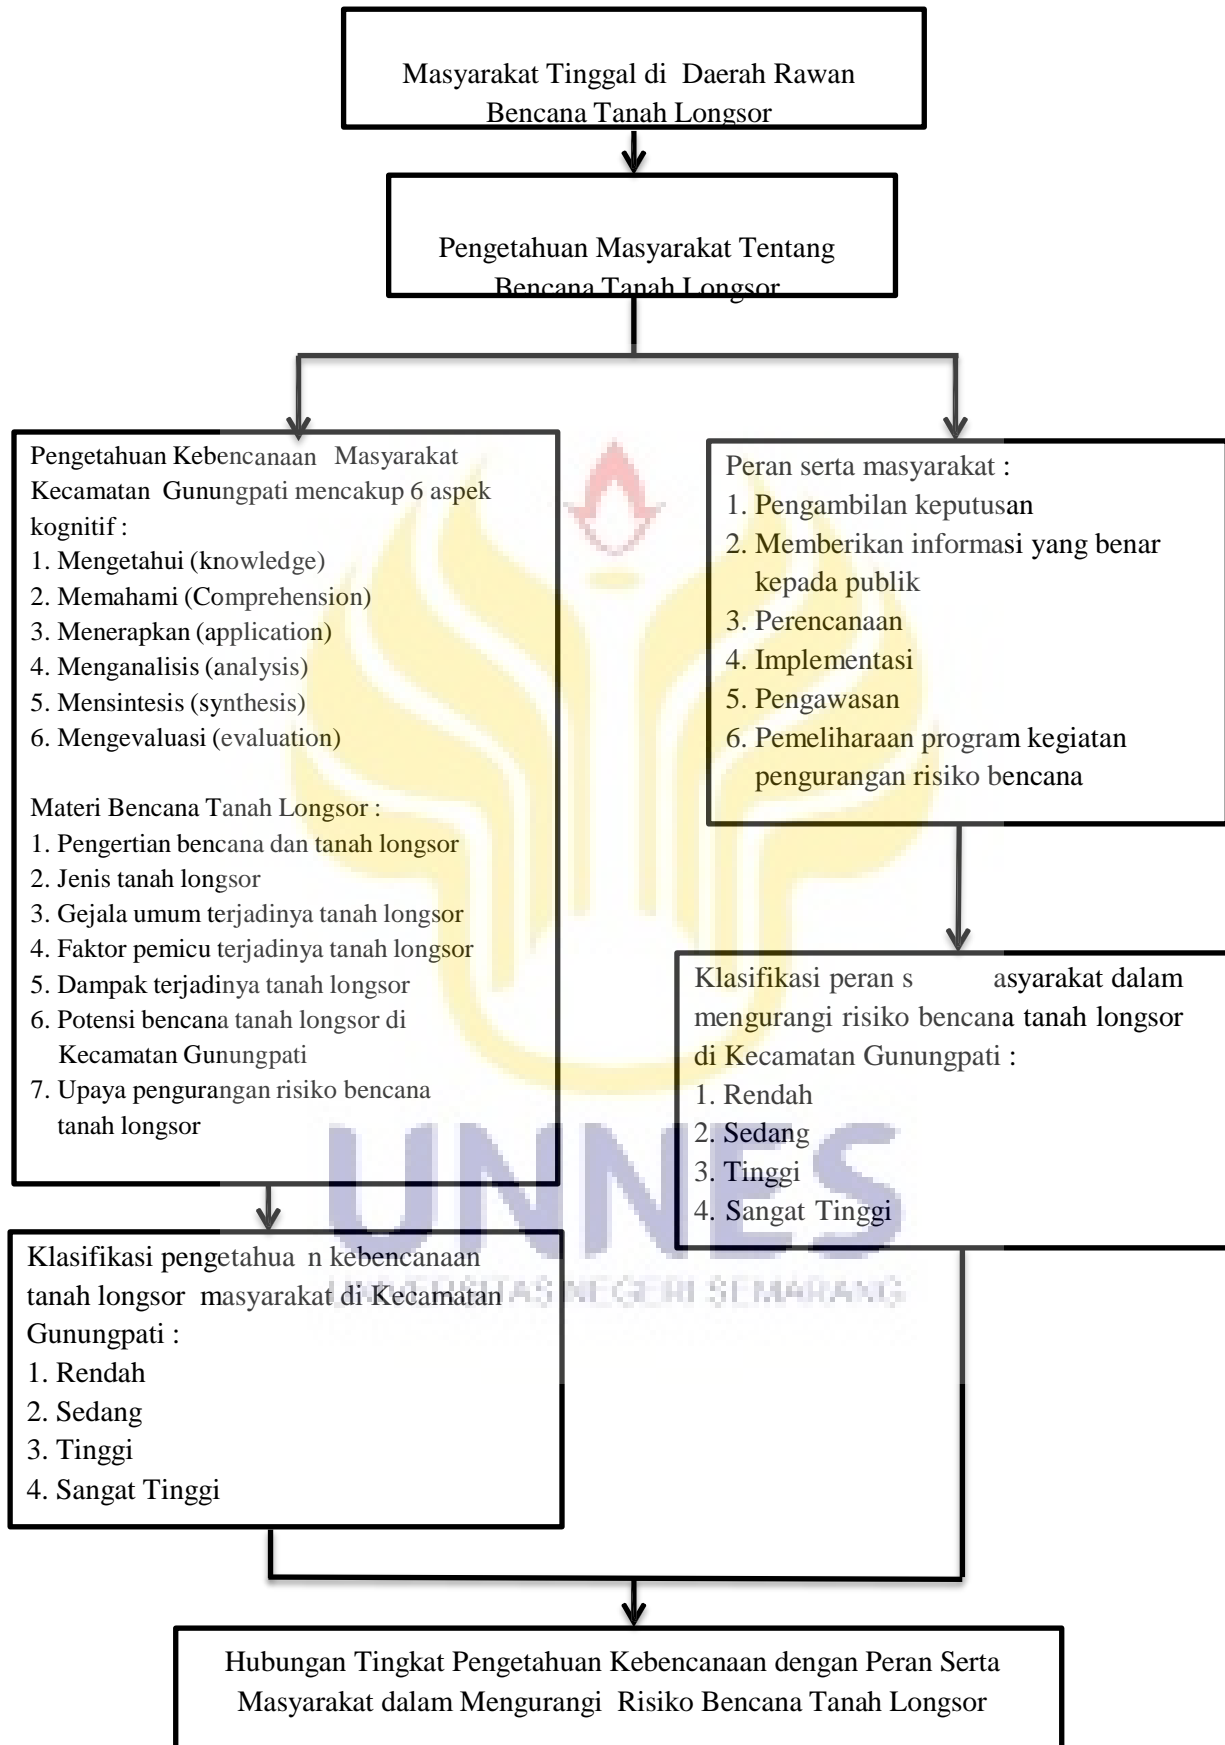 Masyarakat Tinggal di Daerah Rawan
Bencana Tanah Longsor
Pengetahuan Masyarakat Tentang
Bencana Tanah Longsor
Pengetahuan Kebencanaan Masyarakat
Kecamatan Gunungpati mencakup 6 aspek
kognitif :
1. Mengetahui (knowledge)
2. Memahami (Comprehension)
3. Menerapkan (application)
4. Menganalisis (analysis)
5. Mensintesis (synthesis)
6. Mengevaluasi (evaluation)
Materi Bencana Tanah Longsor :
1. Pengertian bencana dan tanah longsor
2. Jenis tanah longsor
3. Gejala umum terjadinya tanah longsor
4. Faktor pemicu terjadinya tanah longsor
5. Dampak terjadinya tanah longsor
6. Potensi bencana tanah longsor di
Kecamatan Gunungpati
7. Upaya pengurangan risiko bencana
tanah longsor
Peran serta masyarakat :
1. Pengambilan keputusan
2. Memberikan informasi yang benar
kepada publik
3. Perencanaan
4. Implementasi
5. Pengawasan
6. Pemeliharaan program kegiatan
pengurangan risiko bencana
Klasifikasi peran s asyarakat dalam
mengurangi risiko bencana tanah longsor
di Kecamatan Gunungpati :
1. Rendah
2. Sedang
3. Tinggi
4. Sangat Tinggi
UNNES
UNIVERSITAS NEGERI SEMARANG
Klasifikasi pengetahua n kebencanaan
tanah longsor masyarakat di Kecamatan
Gunungpati :
1. Rendah
2. Sedang
3. Tinggi
4. Sangat Tinggi
Hubungan Tingkat Pengetahuan Kebencanaan dengan Peran Serta
Masyarakat dalam Mengurangi Risiko Bencana Tanah Longsor